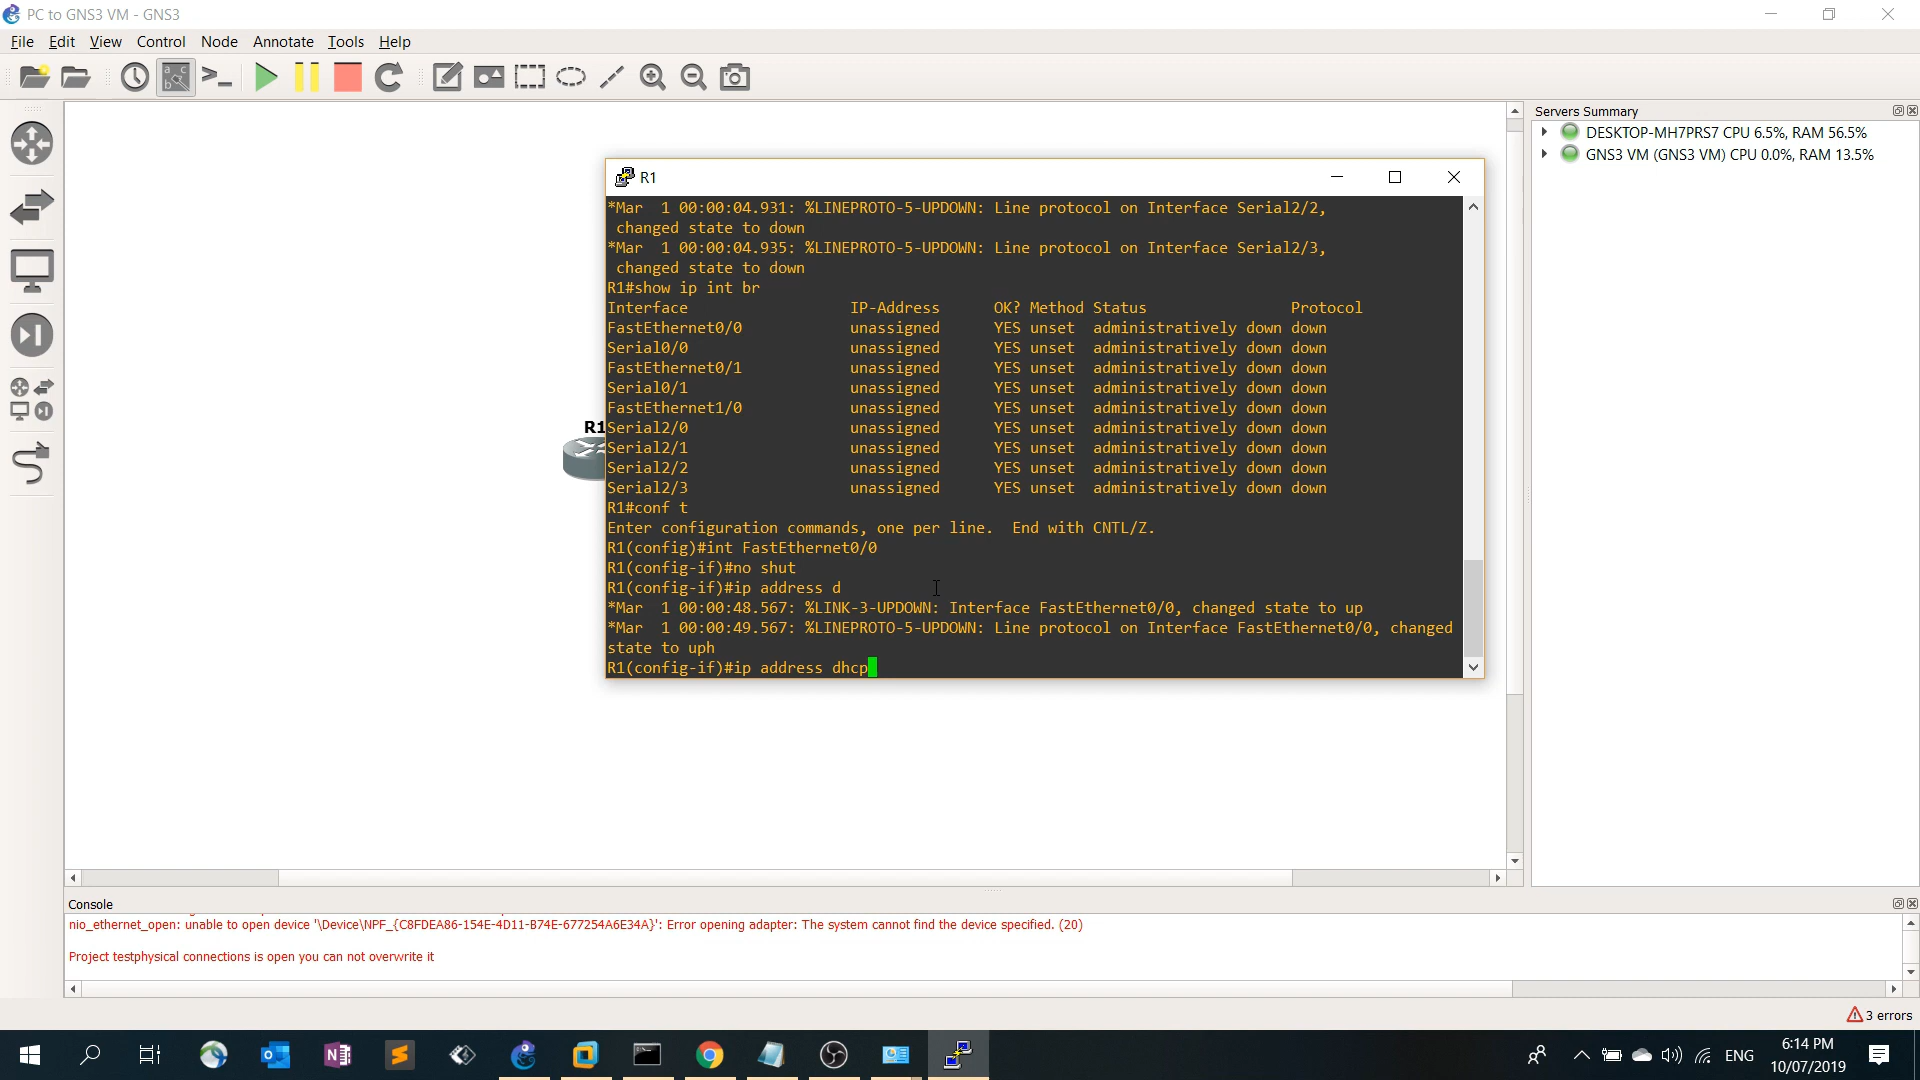 PC to GNS3 VM - GNS3
File Edit View Control Node Annotate Tools Help
Servers Summary
DESKTOP-MH7PRS7 CPU 6.5%, RAM 56.5%
GNS3 VM (GNS3 VM) CPU 0.0%, RAM 13.5%
R1
R1
*Mar  1 00:00:04.931: %LINEPROTO-5-UPDOWN: Line protocol on Interface Serial2/2,
changed state to down
*Mar  1 00:00:04.935: %LINEPROTO-5-UPDOWN: Line protocol on Interface Serial2/3,
changed state to down
R1#show ip int br
Interface IP-Address OK? Method Status Protocol
FastEthernet0/0 unassigned YES unset administratively down down
Serial0/0 unassigned YES unset administratively down down
FastEthernet0/1 unassigned YES unset administratively down down
Serial0/1 unassigned YES unset administratively down down
FastEthernet1/0 unassigned YES unset administratively down down
Serial2/0 unassigned YES unset administratively down down
Serial2/1 unassigned YES unset administratively down down
Serial2/2 unassigned YES unset administratively down down
Serial2/3 unassigned YES unset administratively down down
R1#conf t
Enter configuration commands, one per line.  End with CNTL/Z.
R1(config)#int FastEthernet0/0
R1(config-if)#no shut
R1(config-if)#ip address d
*Mar  1 00:00:48.567: %LINK-3-UPDOWN: Interface FastEthernet0/0, changed state to up
*Mar  1 00:00:49.567: %LINEPROTO-5-UPDOWN: Line protocol on Interface FastEthernet0/0, changed
state to uph
R1(config-if)#ip address dhcp
Console
nio_ethernet_open: unable to open device '\Device\NPF_{C8FDEA86-154E-4D11-B74E-677254A6E34A}': Error opening adapter: The system cannot find the device specified. (20)
Project testphysical connections is open you can not overwrite it
3 errors
ENG
6:14 PM
10/07/2019